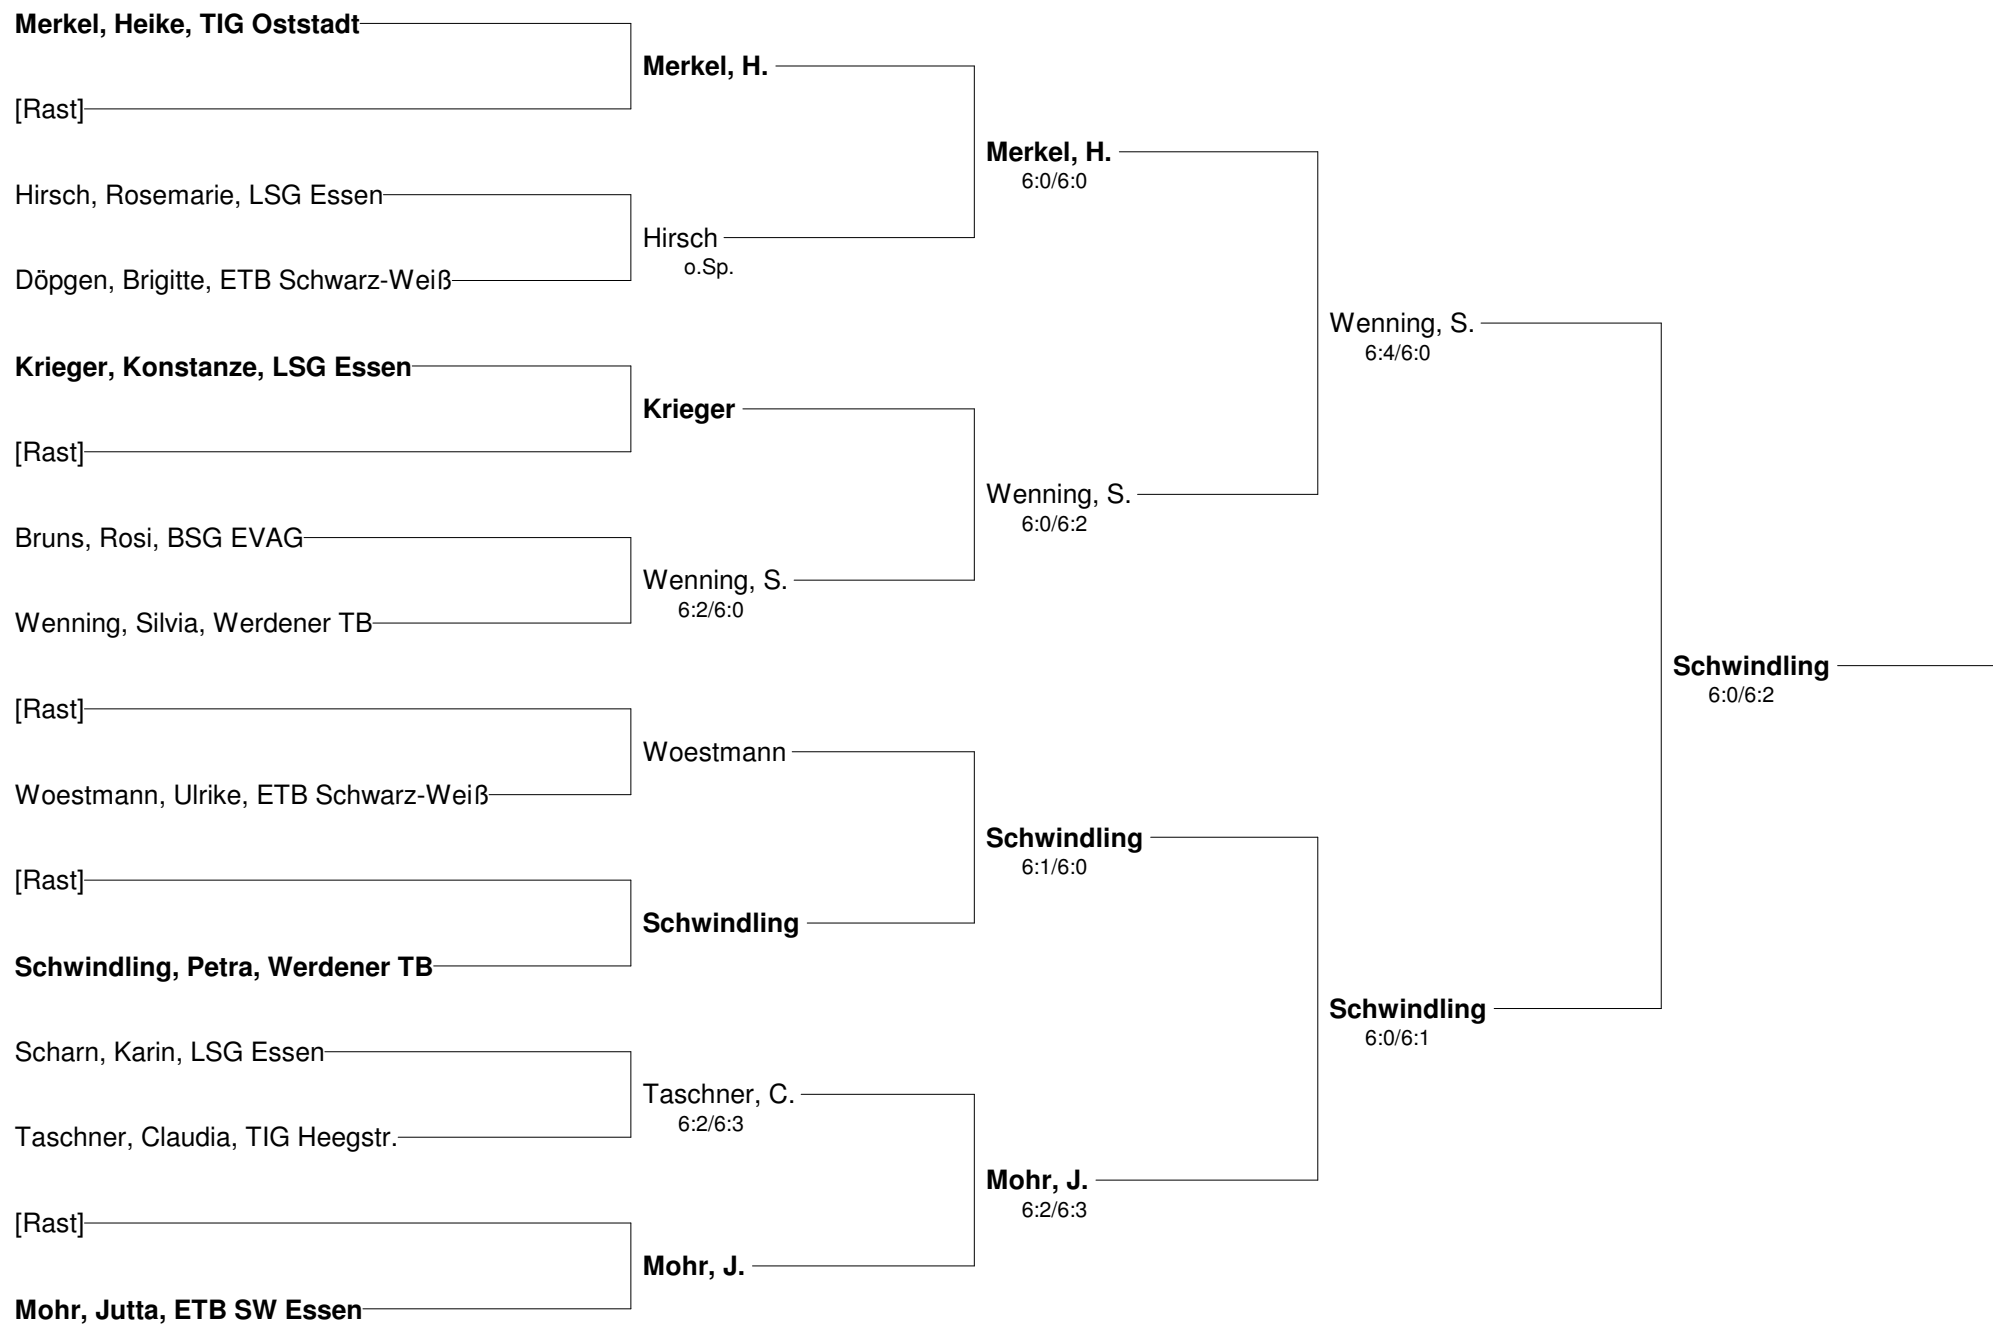 Merkel, Heike, TIG Oststadt
[Rast]
Hirsch, Rosemarie, LSG Essen
Döpgen, Brigitte, ETB Schwarz-Weiß
Krieger, Konstanze, LSG Essen
[Rast]
Bruns, Rosi, BSG EVAG
Wenning, Silvia, Werdener TB
[Rast]
Woestmann, Ulrike, ETB Schwarz-Weiß
[Rast]
Schwindling, Petra, Werdener TB
Scharn, Karin, LSG Essen
Taschner, Claudia, TIG Heegstr.
[Rast]
Mohr, Jutta, ETB SW Essen
Merkel, H.
Hirsch
o.Sp.
Krieger
Wenning, S.
6:2/6:0
Woestmann
Schwindling
Taschner, C.
6:2/6:3
Mohr, J.
Merkel, H.
6:0/6:0
Wenning, S.
6:0/6:2
Schwindling
6:1/6:0
Mohr, J.
6:2/6:3
Wenning, S.
6:4/6:0
Schwindling
6:0/6:1
Schwindling
6:0/6:2